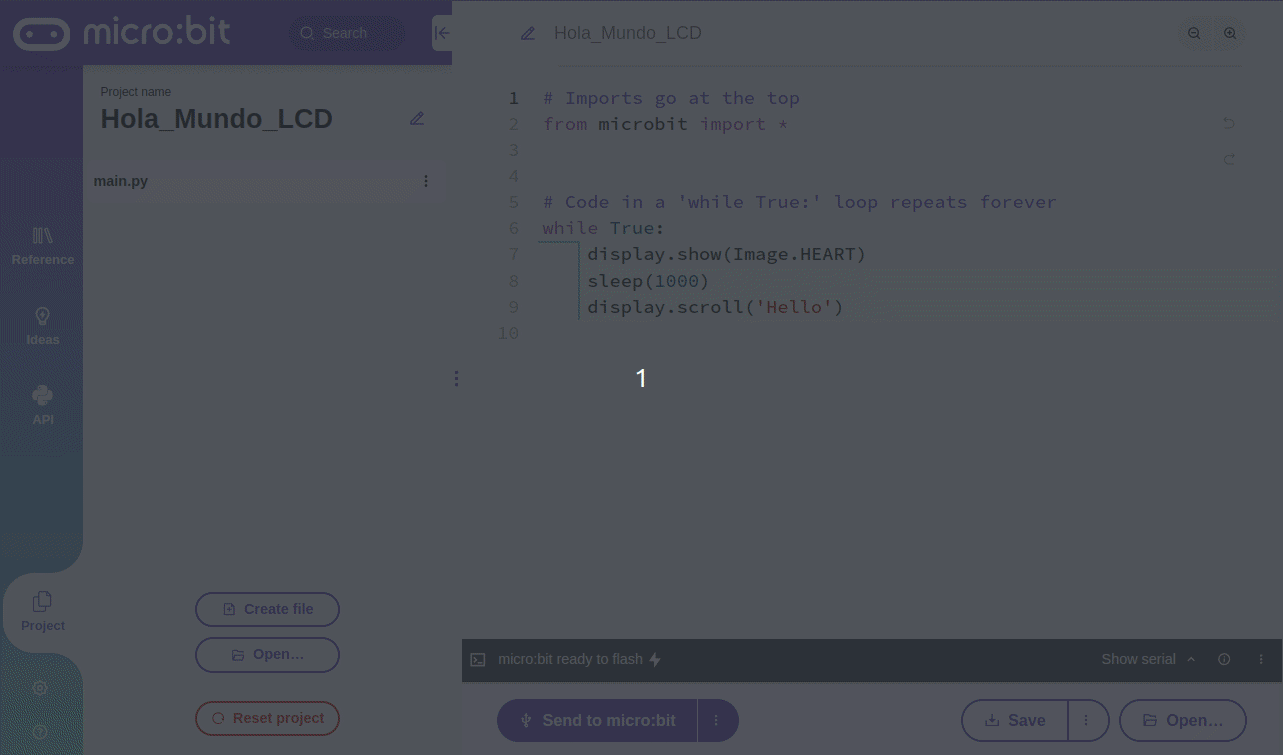 micro:bit
Search
Hola_Mundo_LCD
Project name
Hola_Mundo_LCD
main.py
Reference
Ideas
API
Project
Create file
Open...
Reset project
1 # Imports go at the top
2 from microbit import *
3
4
5 # Code in a 'while True:' loop repeats forever
6 while True:
7 display.show(Image.HEART)
8 sleep(1000)
9 display.scroll('Hello')
10
1
micro:bit ready to flash
Show serial
Send to micro:bit
Save
Open...